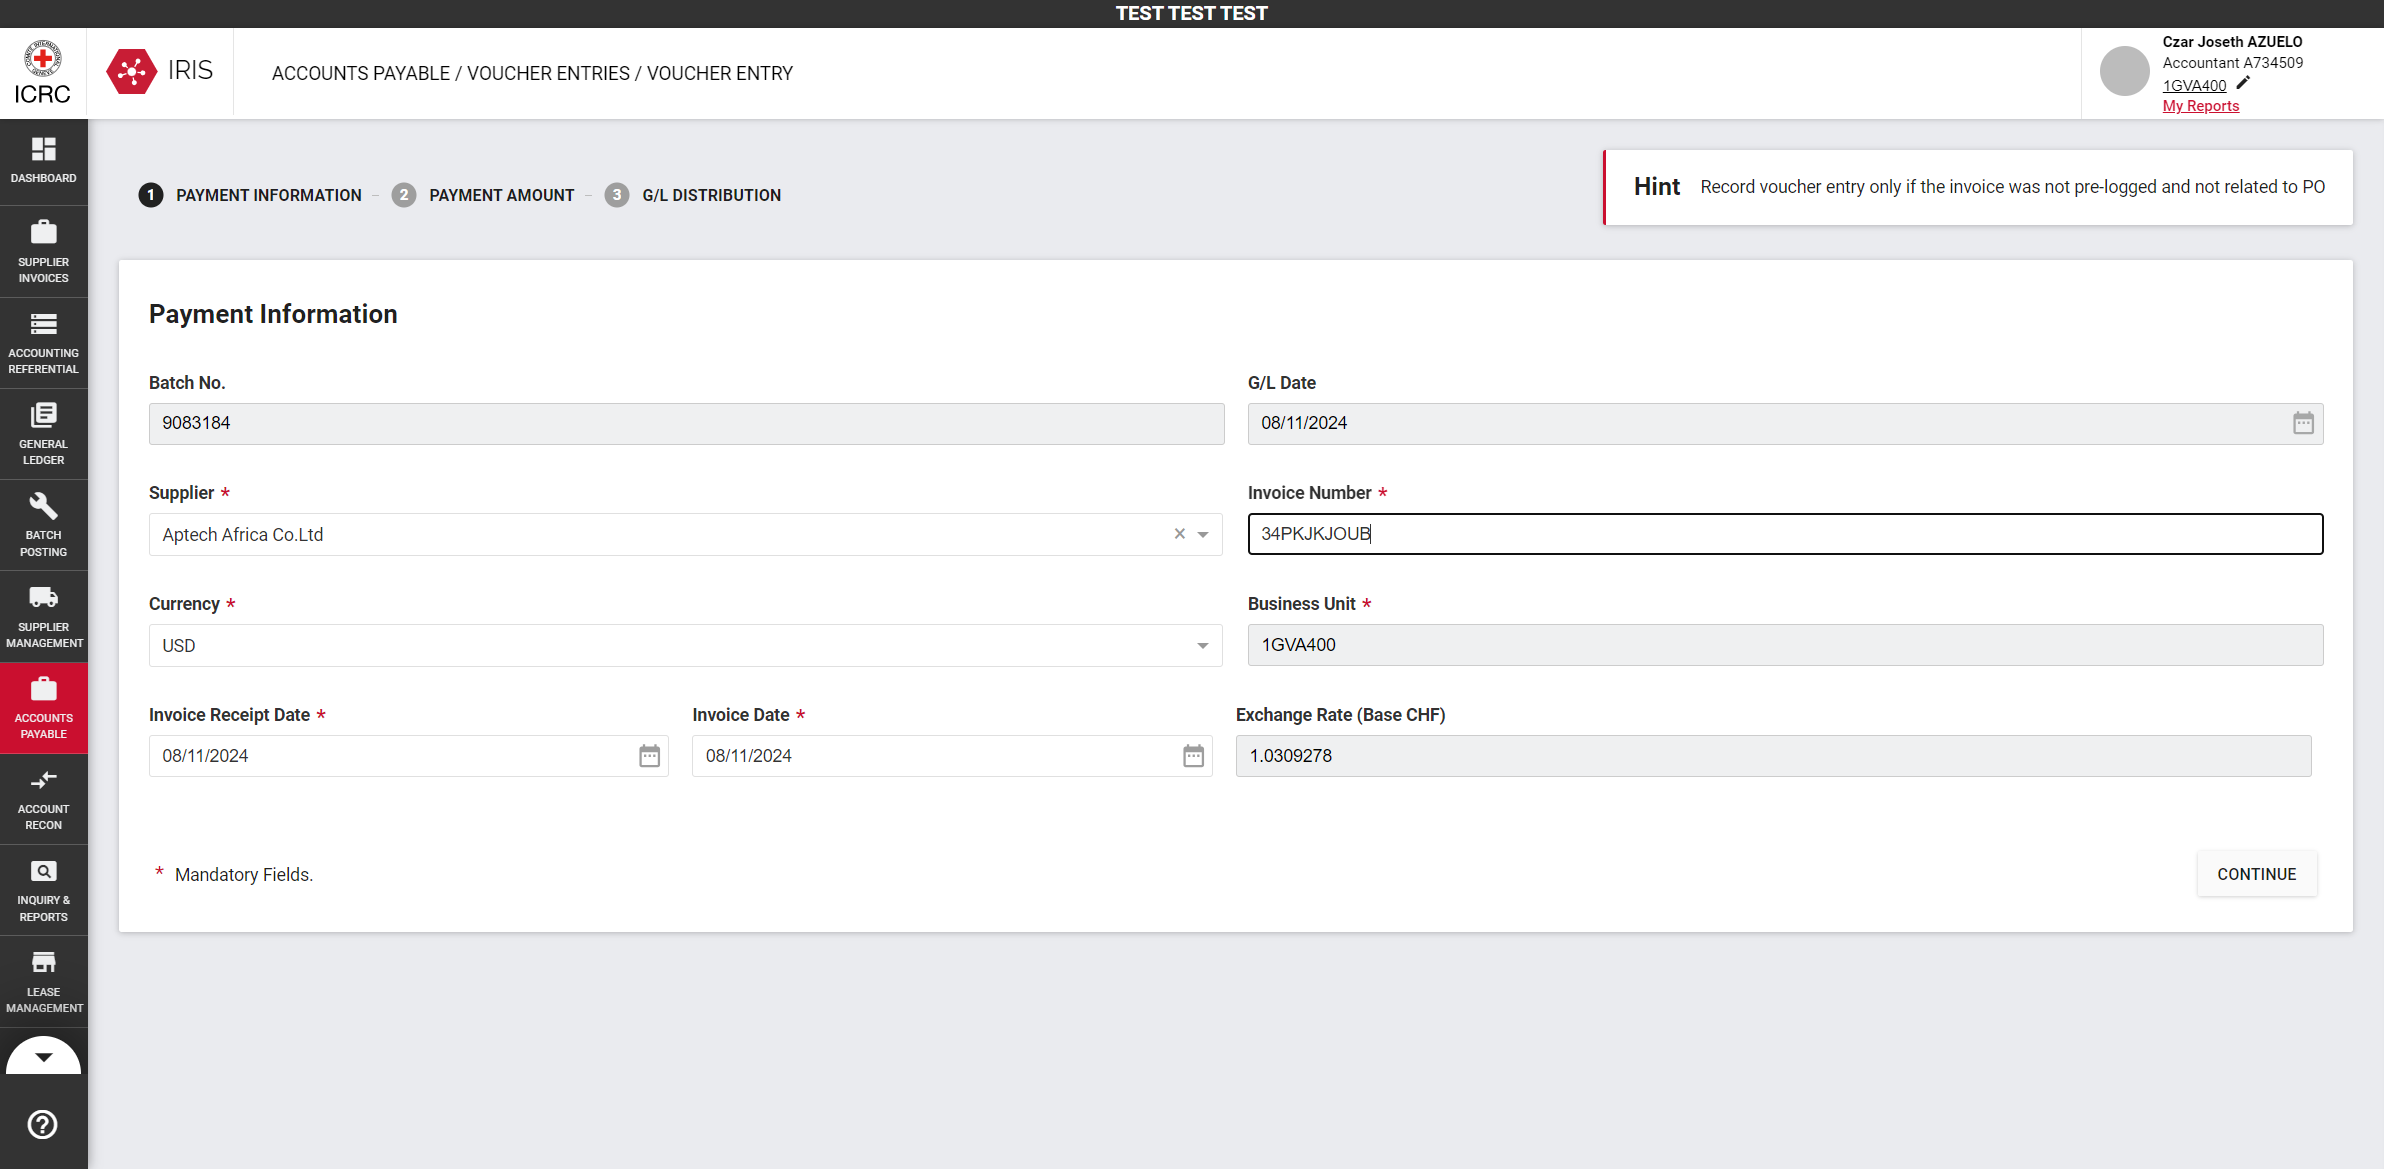 TEST TEST TEST
ICRC
IRIS
ACCOUNTS PAYABLE / VOUCHER ENTRIES / VOUCHER ENTRY
Czar Joseth AZUELO
Accountant A734509
1GVA400
My Reports
DASHBOARD
SUPPLIER
INVOICES
ACCOUNTING
REFERENTIAL
GENERAL
LEDGER
BATCH
POSTING
SUPPLIER
MANAGEMENT
ACCOUNTS
PAYABLE
ACCOUNT
RECON
INQUIRY &
REPORTS
LEASE
MANAGEMENT
1 PAYMENT INFORMATION – 2 PAYMENT AMOUNT – 3 G/L DISTRIBUTION
Hint Record voucher entry only if the invoice was not pre-logged and not related to PO
Payment Information
Batch No.
9083184
G/L Date
08/11/2024
Supplier *
Aptech Africa Co.Ltd
Invoice Number *
34PKJKJOUB
Currency *
USD
Business Unit *
1GVA400
Invoice Receipt Date *
08/11/2024
Invoice Date *
08/11/2024
Exchange Rate (Base CHF)
1.0309278
* Mandatory Fields.
CONTINUE